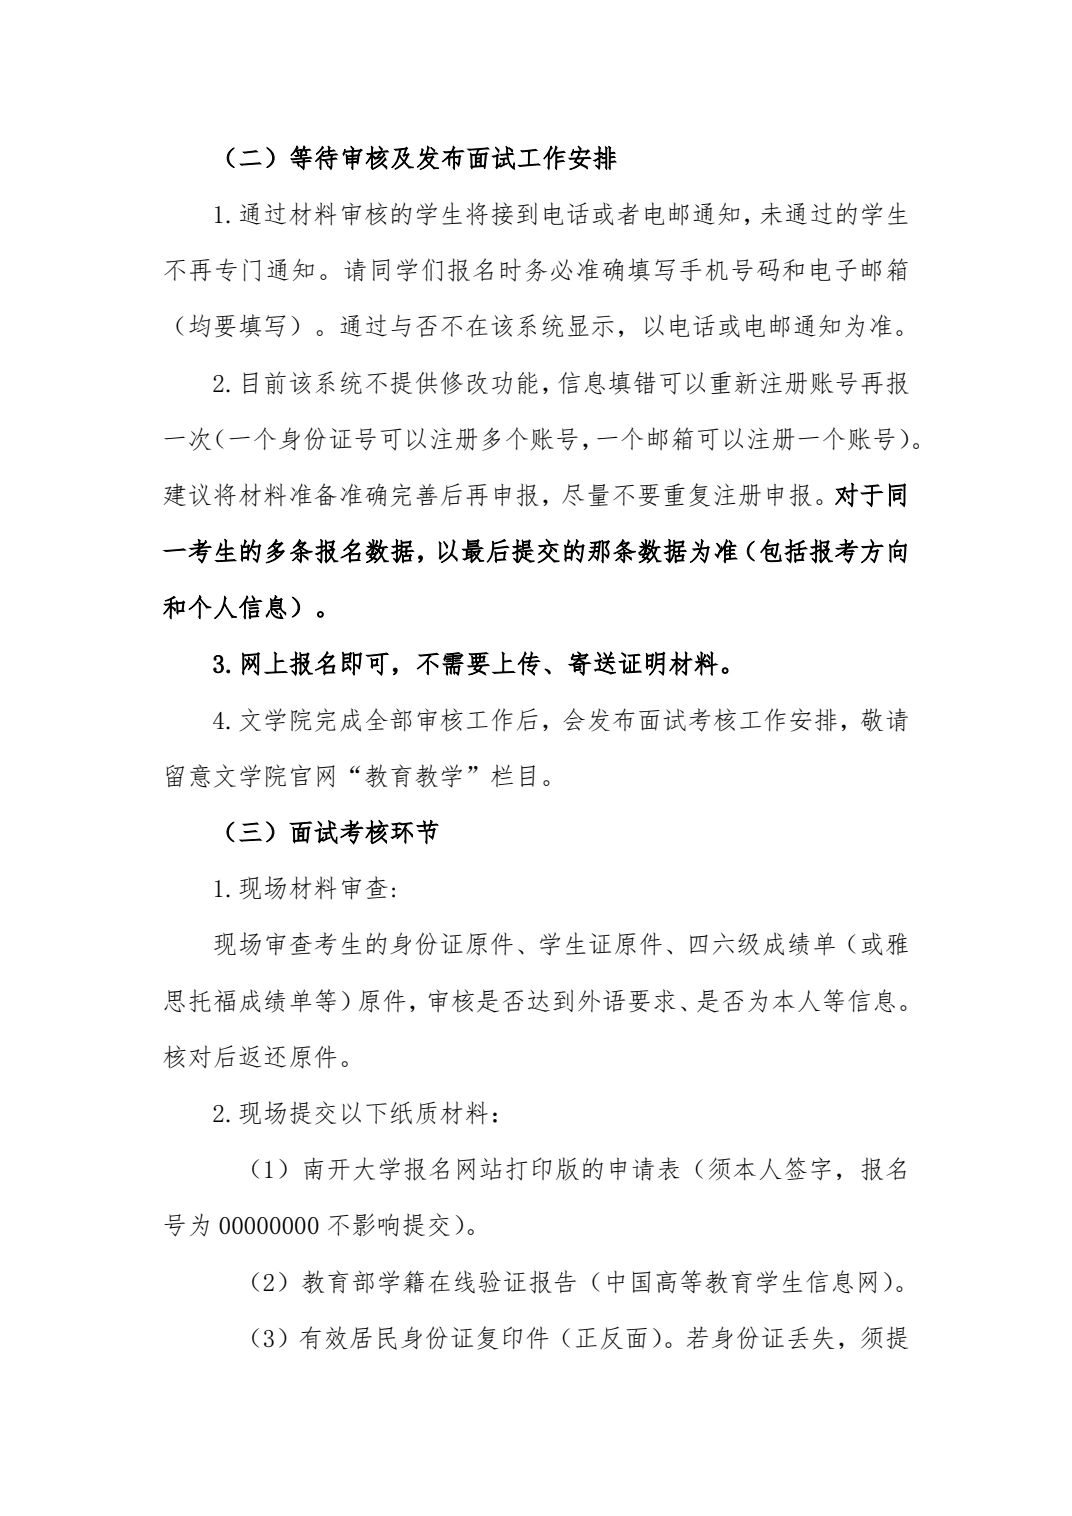 （二）等待审核及发布面试工作安排
1.通过材料审核的学生将接到电话或者电邮通知，未通过的学生
不再专门通知。请同学们报名时务必准确填写手机号码和电子邮箱
（均要填写）。通过与否不在该系统显示，以电话或电邮通知为准。
2.目前该系统不提供修改功能，信息填错可以重新注册账号再报
一次（一个身份证号可以注册多个账号，一个邮箱可以注册一个账号）。
建议将材料准备准确完善后再申报，尽量不要重复注册申报。对于同
一考生的多条报名数据，以最后提交的那条数据为准（包括报考方向
和个人信息）。
3.网上报名即可，不需要上传、寄送证明材料。
4.文学院完成全部审核工作后，会发布面试考核工作安排，敬请
留意文学院官网“教育教学”栏目。
（三）面试考核环节
1.现场材料审查：
现场审查考生的身份证原件、学生证原件、四六级成绩单（或雅
思托福成绩单等）原件，审核是否达到外语要求、是否为本人等信息。
核对后返还原件。
2.现场提交以下纸质材料：
（1）南开大学报名网站打印版的申请表（须本人签字，报名
号为 00000000 不影响提交）。
（2）教育部学籍在线验证报告（中国高等教育学生信息网）。
（3）有效居民身份证复印件（正反面）。若身份证丢失，须提